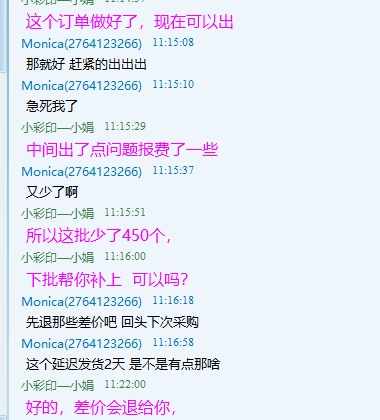 这个订单做好了，现在可以出
Monica(2764123266) 11:15:08
那就好 赶紧的出出出
Monica(2764123266) 11:15:10
急死我了
小彩印—小娟 11:15:29
中间出了点问题报费了一些
Monica(2764123266) 11:15:37
又少了啊
小彩印—小娟 11:15:51
所以这批少了450个，
小彩印—小娟 11:16:00
下批帮你补上 可以吗？
Monica(2764123266) 11:16:18
先退那些差价吧 回头下次采购
Monica(2764123266) 11:16:58
这个延迟发货2天 是不是有点那啥
小彩印—小娟 11:22:00
好的，差价会退给你，